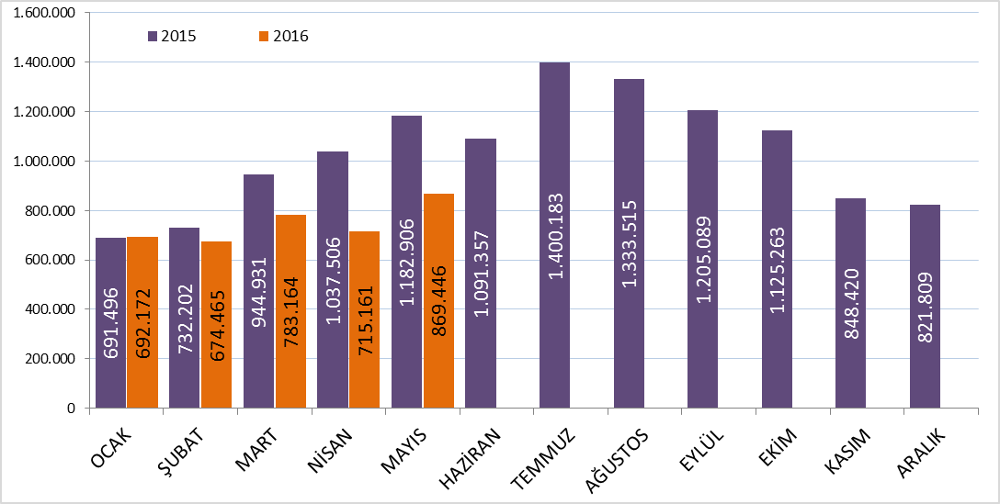 1.600.000
1.400.000
1.200.000
1.000.000
800.000
600.000
400.000
200.000
0
2015 2016
691.496
692.172
732.202
674.465
944.931
783.164
1.037.506
715.161
1.182.906
869.446
1.091.357
1.400.183
1.333.515
1.205.089
1.125.263
848.420
821.809
OCAK
ŞUBAT
MART
NİSAN
MAYIS
HAZİRAN
TEMMUZ
AĞUSTOS
EYLÜL
EKİM
KASIM
ARALIK